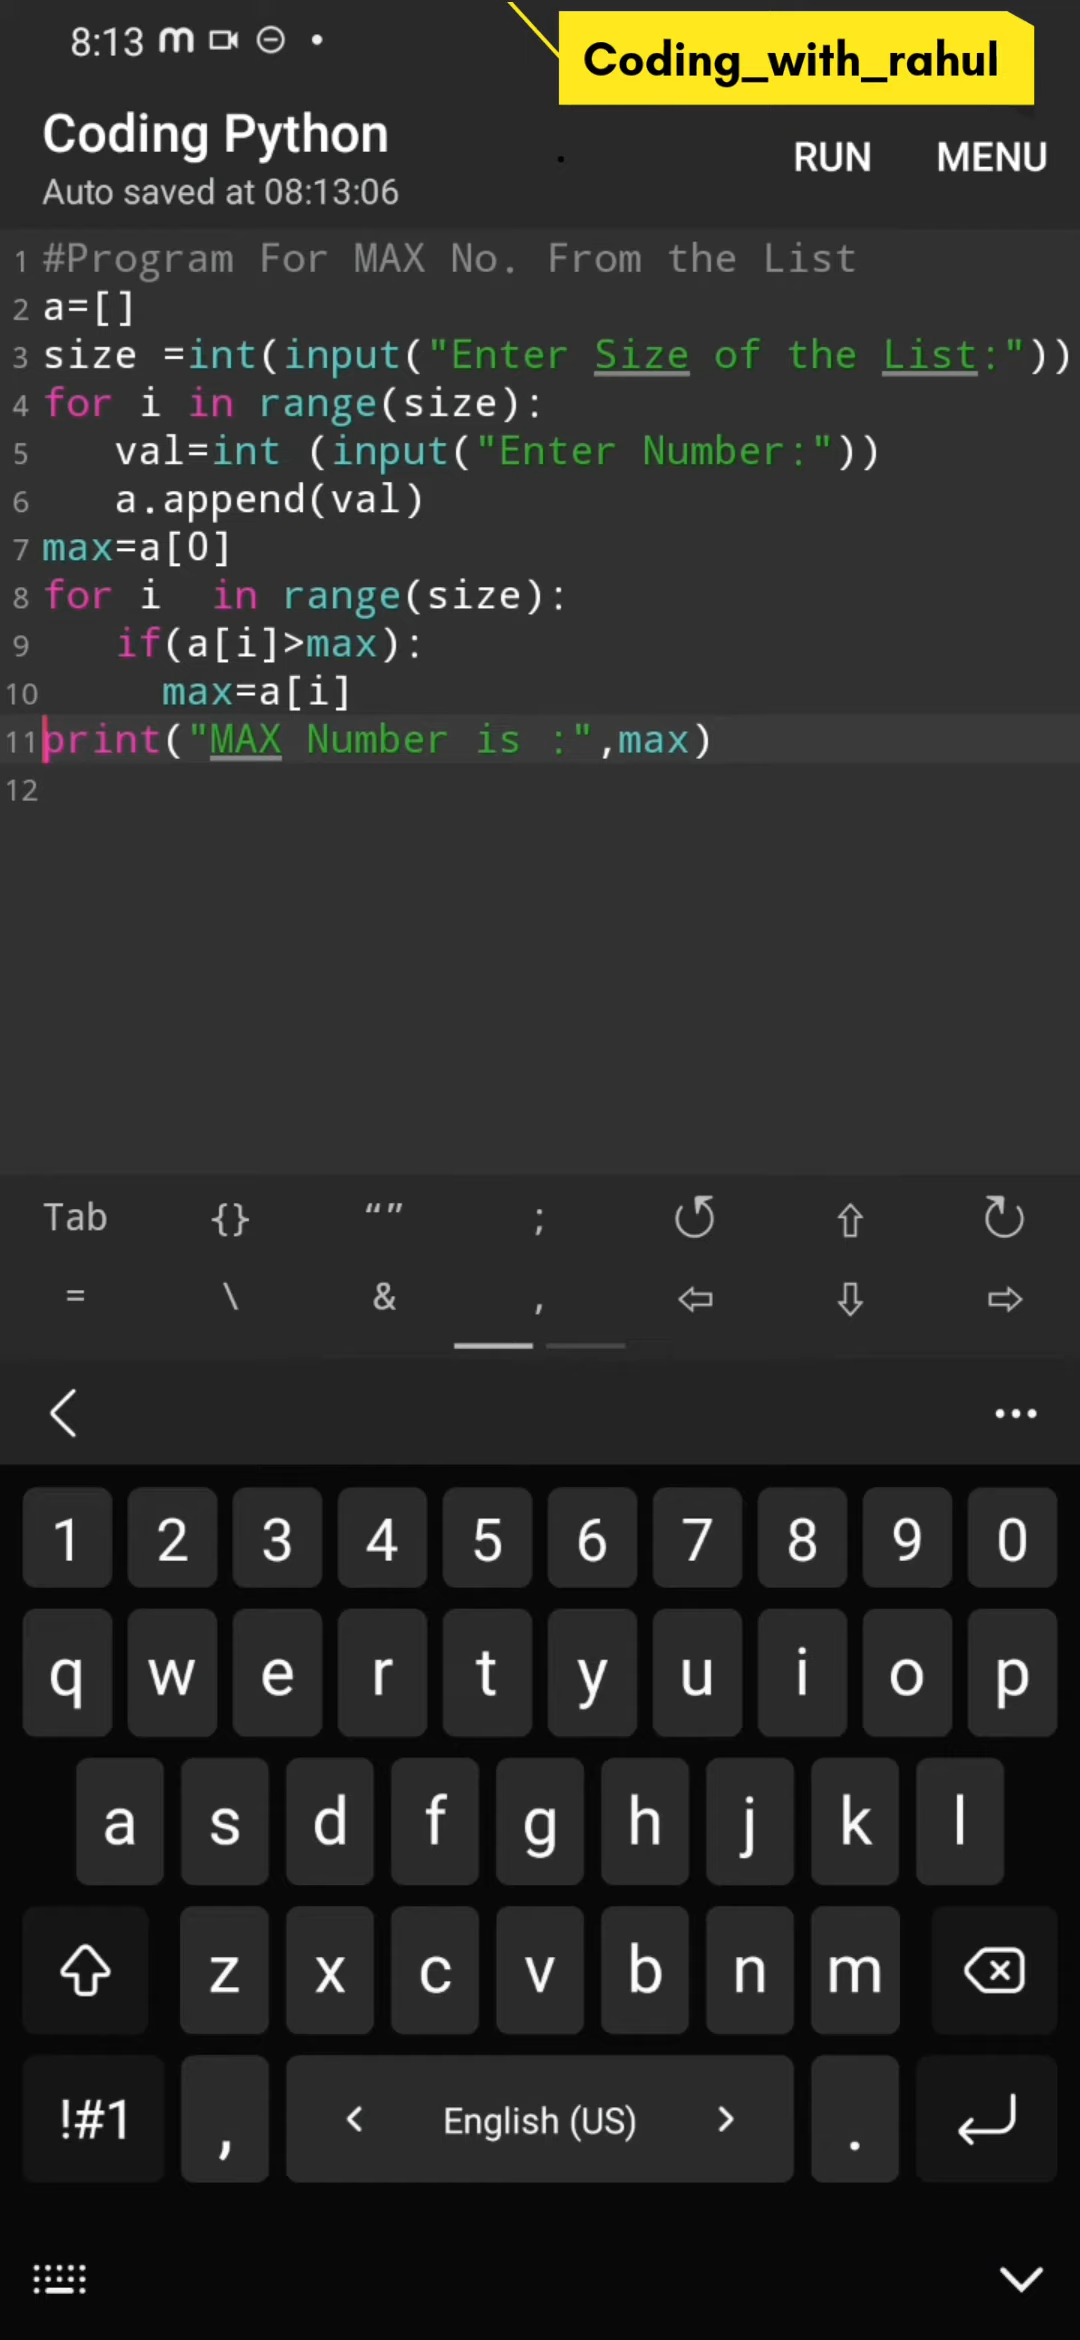 8:13
Coding_with_rahul
Coding Python
Auto saved at 08:13:06
RUN MENU
1 #Program For MAX No. From the List
2 a=[]
3 size =int(input("Enter Size of the List:"))
4 for i in range(size):
5    val=int (input("Enter Number:"))
6    a.append(val)
7 max=a[0]
8 for i  in range(size):
9    if(a[i]>max):
10      max=a[i]
11 print("MAX Number is :",max)
12
Tab {} “” ;
= \ & ,
1 2 3 4 5 6 7 8 9 0
q w e r t y u i o p
a s d f g h j k l
z x c v b n m
!#1 , < English (US) > .